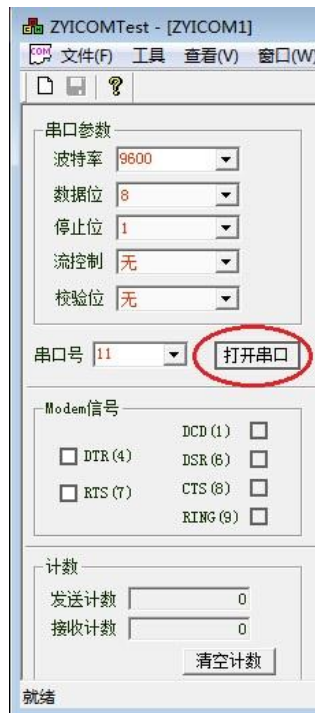 ZYICOMTest - [ZYICOM1]
COM 文件(F) 工具 查看(V) 窗口(W)
串口参数
波特率 9600
数据位 8
停止位 1
流控制 无
校验位 无
串口号 11 打开串口
Modem信号
DCD(1)
DTR(4) DSR(6)
RTS(7) CTS(8)
RING(9)
计数
发送计数 0
接收计数 0
清空计数
就绪